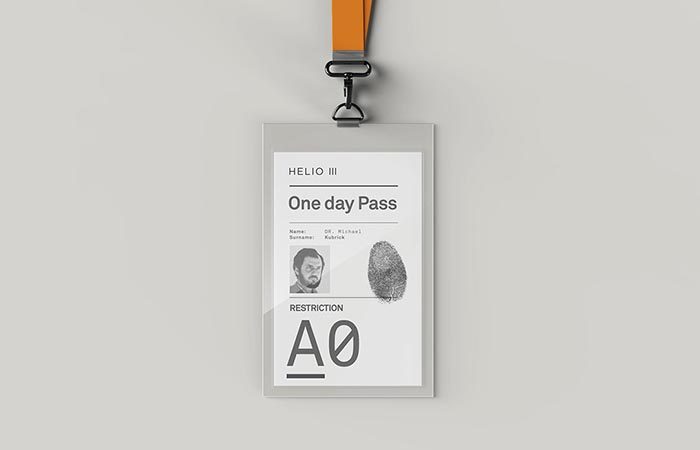 HELIO III
One day Pass
Name: DR. Michael
Surname: Kubrick
RESTRICTION
A0